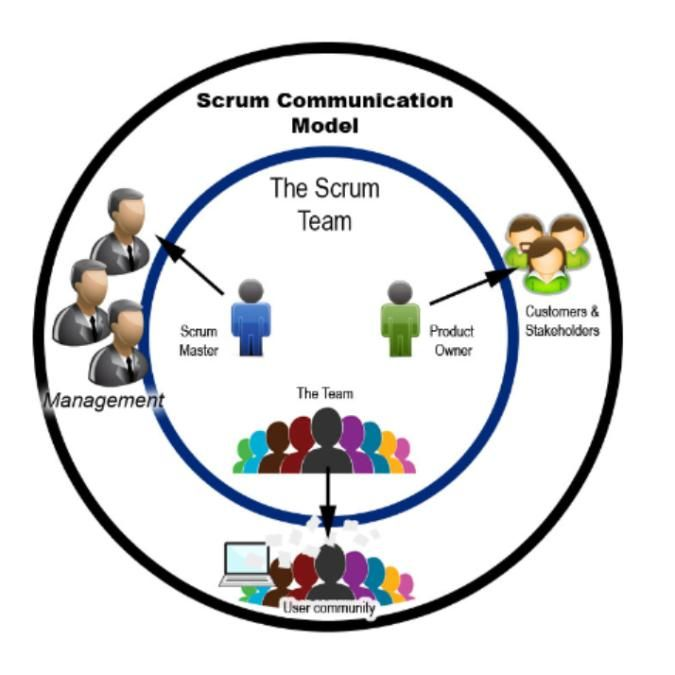 Scrum Communication
Model
The Scrum
Team
Scrum
Master
Product
Owner
Customers &
Stakeholders
Management
The Team
User community